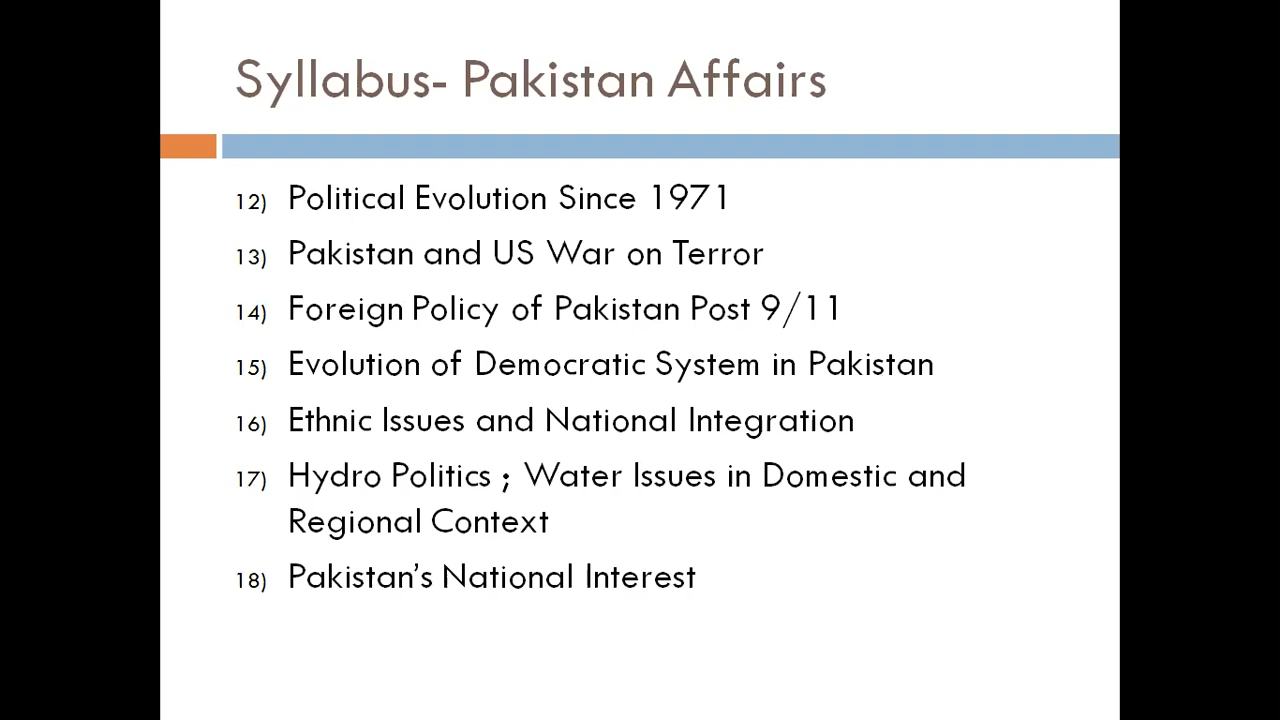 Syllabus- Pakistan Affairs
12) Political Evolution Since 1971
13) Pakistan and US War on Terror
14) Foreign Policy of Pakistan Post 9/11
15) Evolution of Democratic System in Pakistan
16) Ethnic Issues and National Integration
17) Hydro Politics ; Water Issues in Domestic and
Regional Context
18) Pakistan’s National Interest